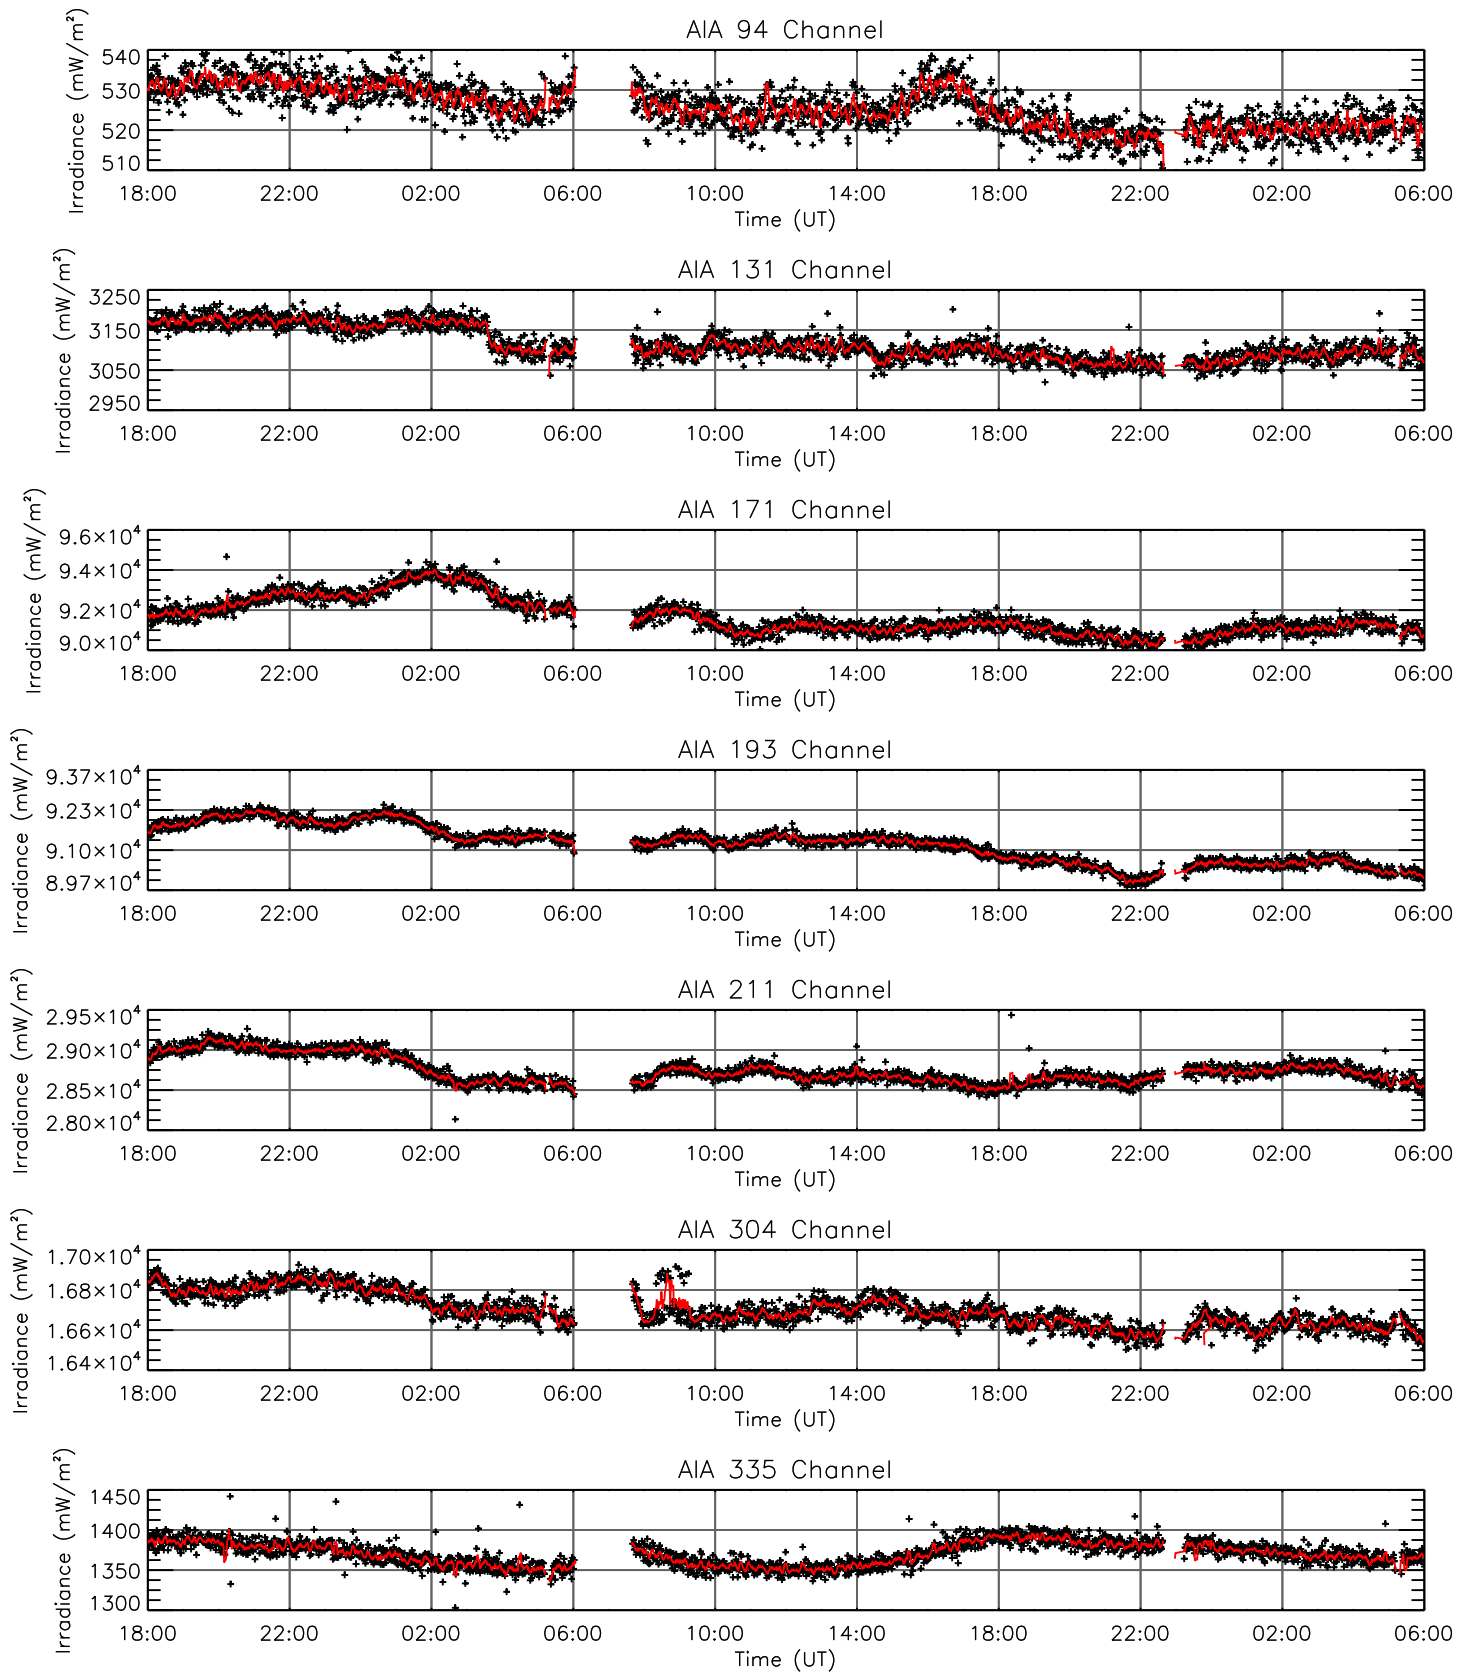 AIA 94 Channel
Irradiance (mW/m²)
540
530
520
510
18:00 22:00 02:00 06:00 10:00 14:00 18:00 22:00 02:00 06:00
Time (UT)
AIA 131 Channel
Irradiance (mW/m²)
3250
3150
3050
2950
18:00 22:00 02:00 06:00 10:00 14:00 18:00 22:00 02:00 06:00
Time (UT)
AIA 171 Channel
Irradiance (mW/m²)
9.6×10⁴
9.4×10⁴
9.2×10⁴
9.0×10⁴
18:00 22:00 02:00 06:00 10:00 14:00 18:00 22:00 02:00 06:00
Time (UT)
AIA 193 Channel
Irradiance (mW/m²)
9.37×10⁴
9.23×10⁴
9.10×10⁴
8.97×10⁴
18:00 22:00 02:00 06:00 10:00 14:00 18:00 22:00 02:00 06:00
Time (UT)
AIA 211 Channel
Irradiance (mW/m²)
2.95×10⁴
2.90×10⁴
2.85×10⁴
2.80×10⁴
18:00 22:00 02:00 06:00 10:00 14:00 18:00 22:00 02:00 06:00
Time (UT)
AIA 304 Channel
Irradiance (mW/m²)
1.70×10⁴
1.68×10⁴
1.66×10⁴
1.64×10⁴
18:00 22:00 02:00 06:00 10:00 14:00 18:00 22:00 02:00 06:00
Time (UT)
AIA 335 Channel
Irradiance (mW/m²)
1450
1400
1350
1300
18:00 22:00 02:00 06:00 10:00 14:00 18:00 22:00 02:00 06:00
Time (UT)